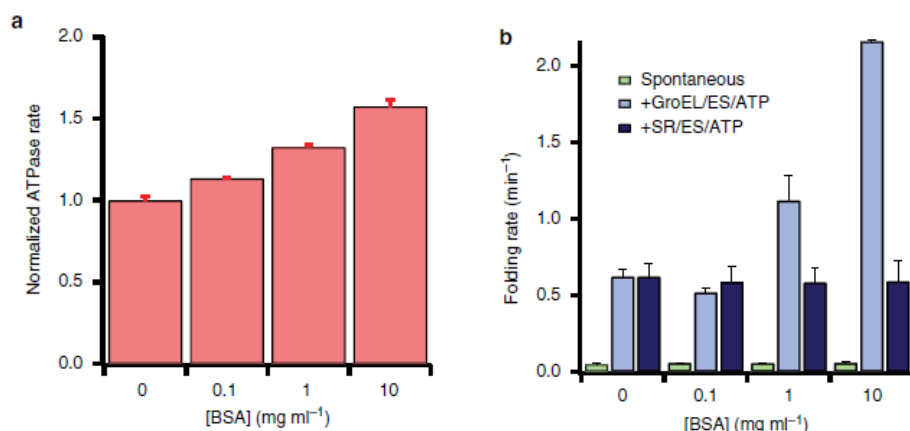 a
2.0
1.5
1.0
0.5
0.0
Normalized ATPase rate
0 0.1 1 10
[BSA] (mg ml⁻¹)
b
2.0
1.5
1.0
0.5
0.0
Folding rate (min⁻¹)
Spontaneous
+GroEL/ES/ATP
+SR/ES/ATP
0 0.1 1 10
[BSA] (mg ml⁻¹)